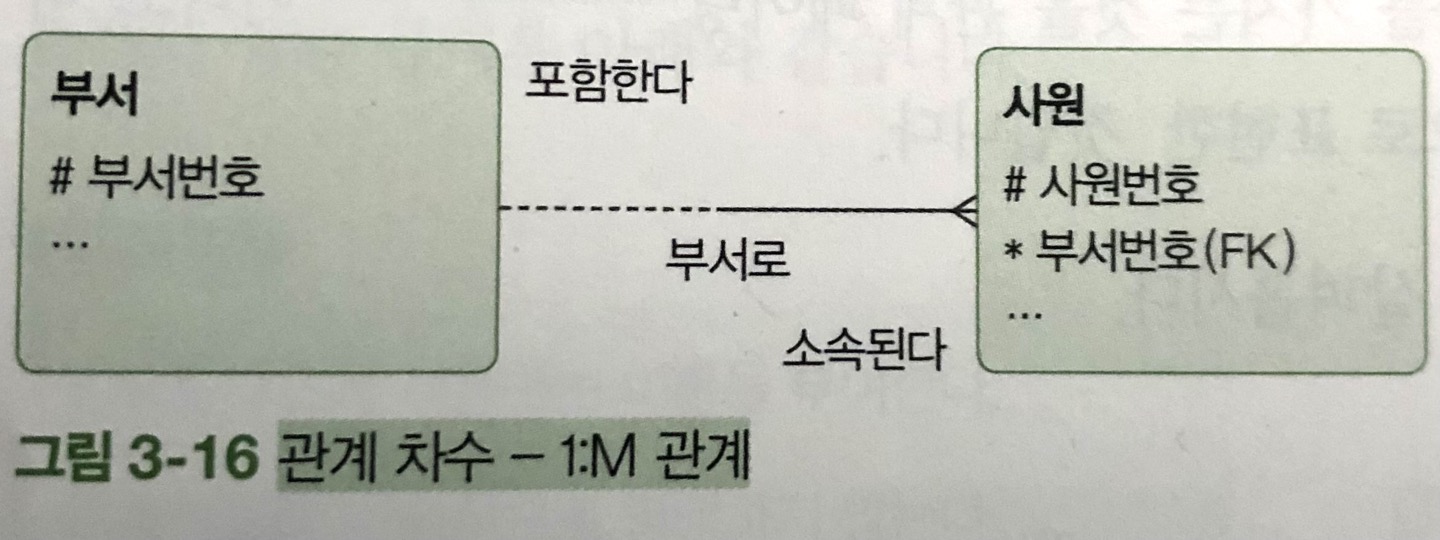 부서
# 부서번호
...
포함한다
부서로
소속된다
사원
# 사원번호
* 부서번호(FK)
...
그림 3-16 관계 차수 – 1:M 관계